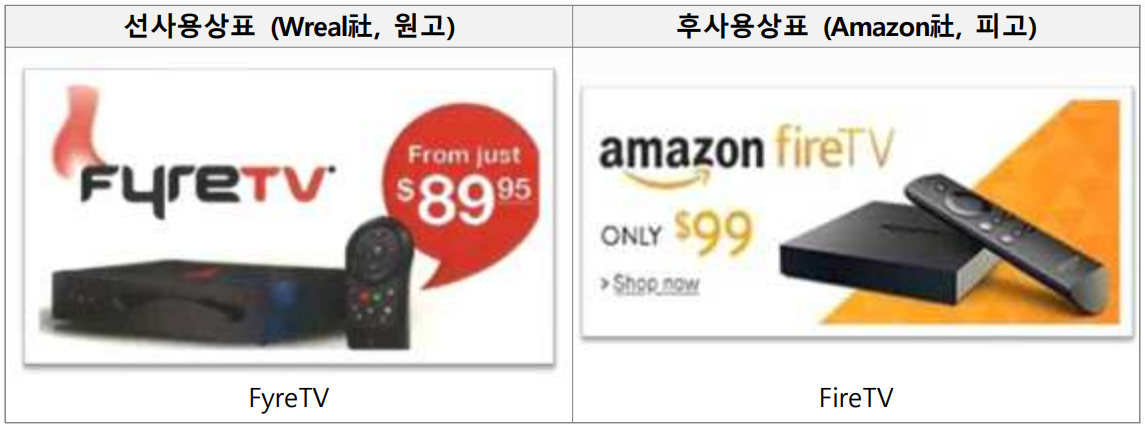 선사용상표 (Wreal社, 원고)
후사용상표 (Amazon社, 피고)
FyreTV
From just
$89.95
amazon fireTV
ONLY $99
> Shop now
FyreTV
FireTV